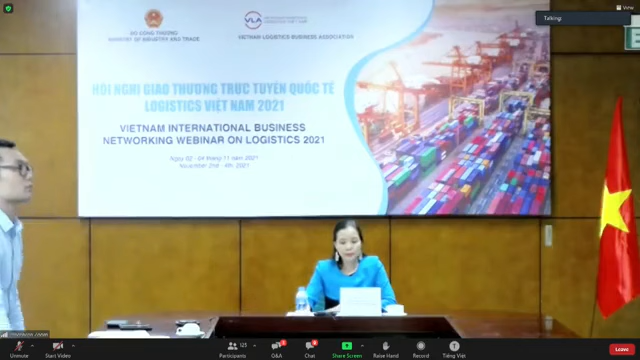 View
Talking:
BỘ CÔNG THƯƠNG
MINISTRY OF INDUSTRY AND TRADE
VLA
VIETNAM LOGISTICS BUSINESS ASSOCIATION
HỘI NGHỊ GIAO THƯƠNG TRỰC TUYẾN QUỐC TẾ
LOGISTICS VIỆT NAM 2021
VIETNAM INTERNATIONAL BUSINESS
NETWORKING WEBINAR ON LOGISTICS 2021
Ngày 02 - 04 tháng 11 năm 2021
November 2nd - 4th, 2021
Unmute
Start Video
Participants
Q&A
Chat
Share Screen
Raise Hand
Record
Tiếng Việt
Leave